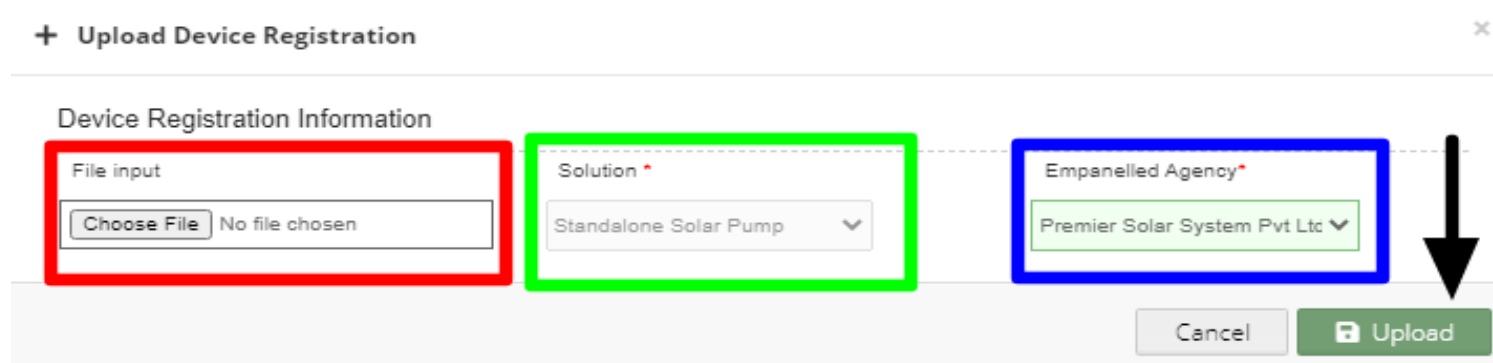 + Upload Device Registration ×
Device Registration Information
File input Solution * Empanelled Agency*
Choose File No file chosen Standalone Solar Pump Premier Solar System Pvt Ltc
Cancel Upload